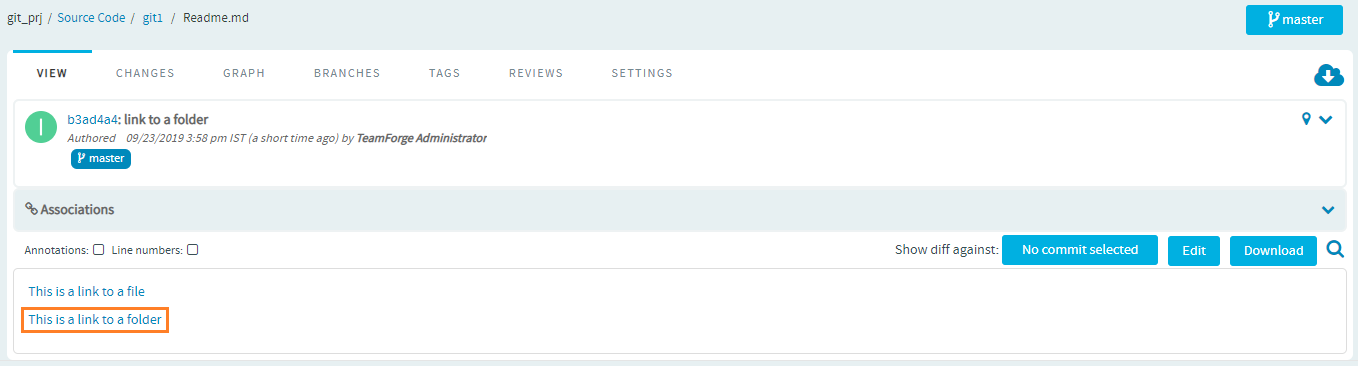 git_prj / Source Code / git1 / Readme.md
master
VIEW CHANGES GRAPH BRANCHES TAGS REVIEWS SETTINGS
I
b3ad4a4: link to a folder
Authored 09/23/2019 3:58 pm IST (a short time ago) by TeamForge Administrator
master
Associations
Annotations: Line numbers: Show diff against: No commit selected Edit Download
This is a link to a file
This is a link to a folder